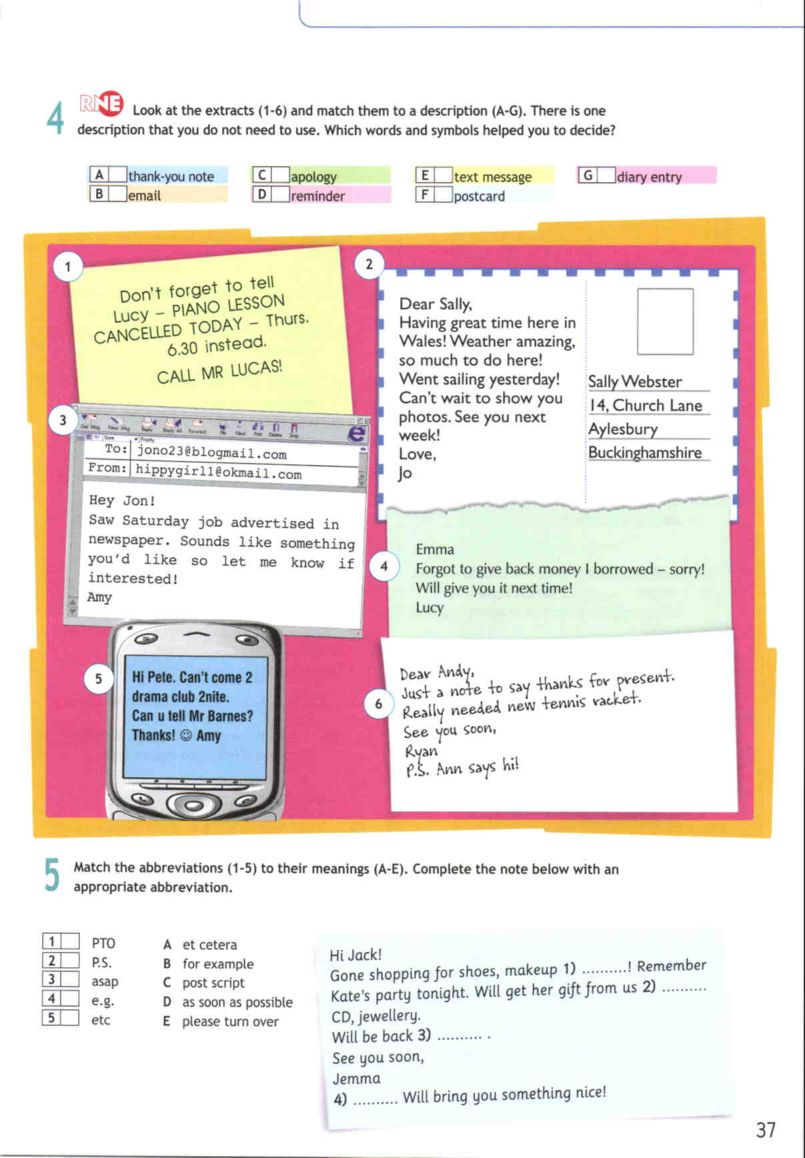 4 RNE Look at the extracts (1-6) and match them to a description (A-G). There is one
description that you do not need to use. Which words and symbols helped you to decide?
A thank-you note C apology E text message G diary entry
B email D reminder F postcard
1
Don't forget to tell
Lucy – PIANO LESSON
CANCELLED TODAY – Thurs.
6.30 instead.
CALL MR LUCAS!
2
Dear Sally,
Having great time here in
Wales! Weather amazing,
so much to do here!
Went sailing yesterday!
Can't wait to show you
photos. See you next
week!
Love,
Jo
Sally Webster
14, Church Lane
Aylesbury
Buckinghamshire
3
To: jono23@blogmail.com
From: hippygirl1@okmail.com
Hey Jon!
Saw Saturday job advertised in
newspaper. Sounds like something
you'd like so let me know if
interested!
Amy
4
Emma
Forgot to give back money I borrowed – sorry!
Will give you it next time!
Lucy
5
Hi Pete. Can't come 2
drama club 2nite.
Can u tell Mr Barnes?
Thanks! ☺ Amy
6
Dear Andy,
Just a note to say thanks for present.
Really needed new tennis racket.
See you soon,
Ryan
P.S. Ann says hi!
5 Match the abbreviations (1-5) to their meanings (A-E). Complete the note below with an
appropriate abbreviation.
1 PTO A et cetera
2 P.S. B for example
3 asap C post script
4 e.g. D as soon as possible
5 etc E please turn over
Hi Jack!
Gone shopping for shoes, makeup 1) ..........! Remember
Kate's party tonight. Will get her gift from us 2) ..........
CD, jewellery.
Will be back 3) .......... .
See you soon,
Jemma
4) .......... Will bring you something nice!
37